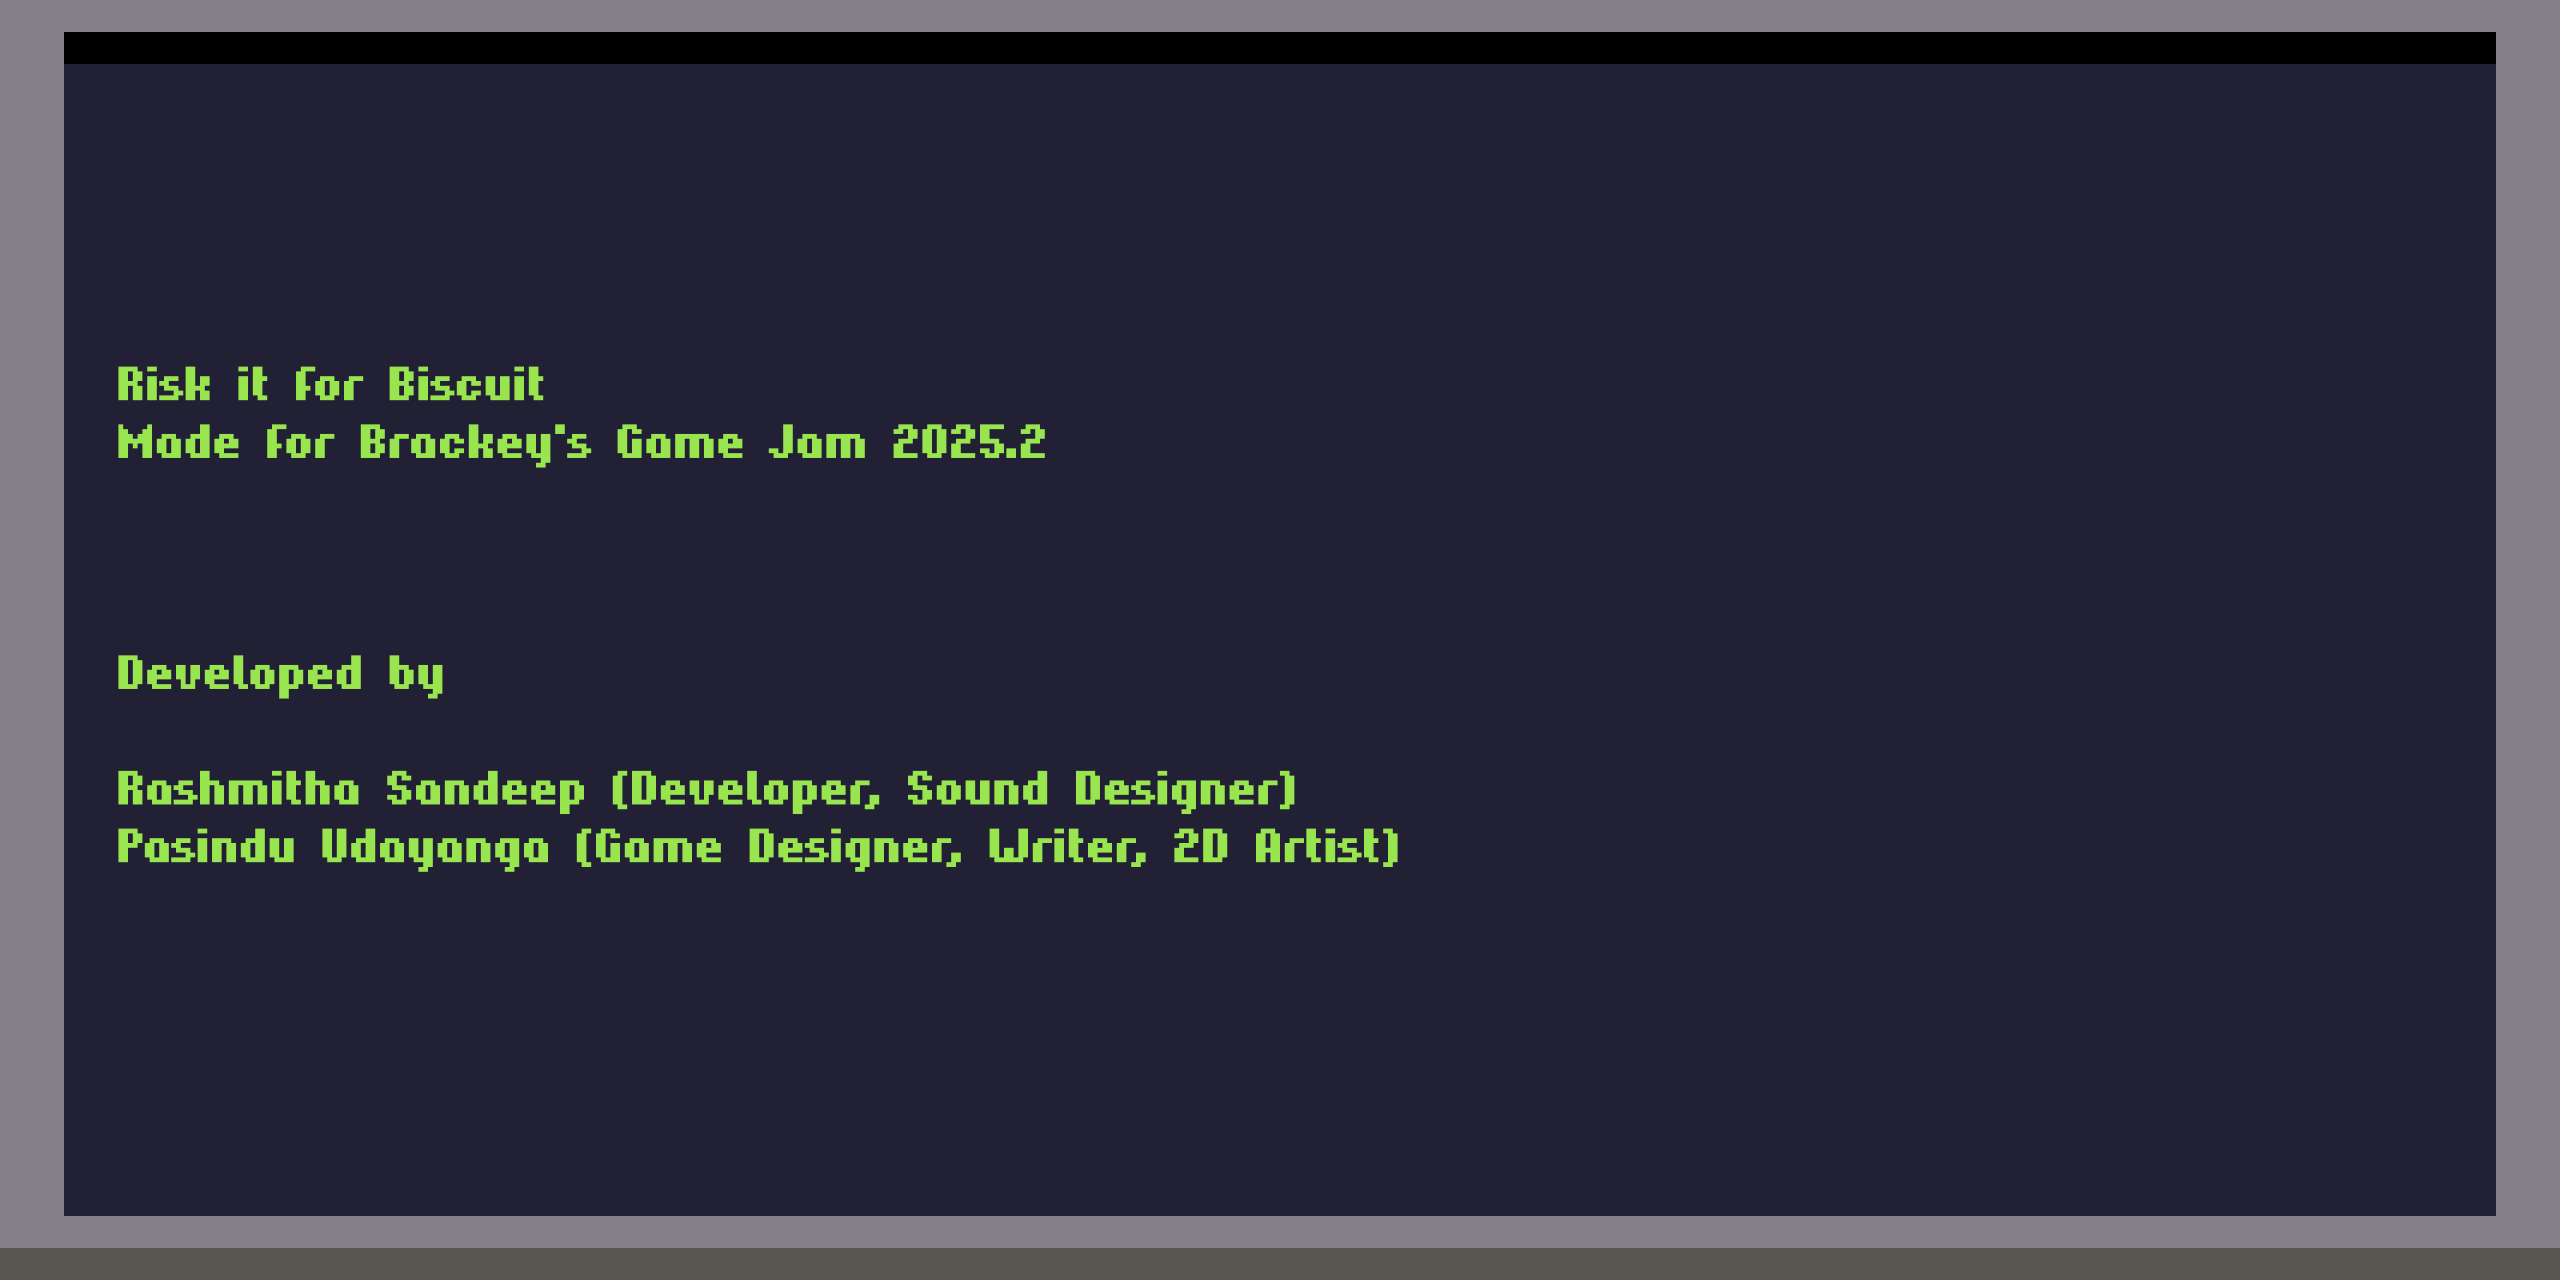 Risk it for Biscuit
Made for Brackey's Game Jam 2025.2
Developed by
Rashmitha Sandeep (Developer, Sound Designer)
Pasindu Udayanga (Game Designer, Writer, 2D Artist)